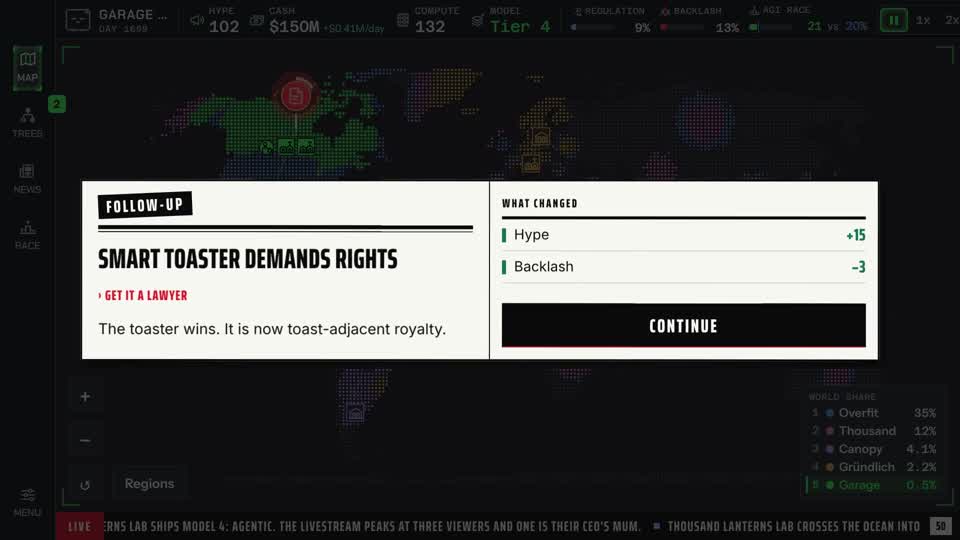 GARAGE ...
DAY 1609
HYPE
102
CASH
$150M +$0.41M/day
COMPUTE
132
MODEL
Tier 4
REGULATION
9%
BACKLASH
13%
AGI RACE
21 vs 20%
1x
2x
MAP
2
TREES
NEWS
RACE
MENU
FOLLOW-UP
SMART TOASTER DEMANDS RIGHTS
› GET IT A LAWYER
The toaster wins. It is now toast-adjacent royalty.
WHAT CHANGED
Hype +15
Backlash −3
CONTINUE
+
−
Regions
WORLD SHARE
1 Overfit 35%
2 Thousand 12%
3 Canopy 4.1%
4 Gründlich 2.2%
5 Garage 0.5%
LIVE
ERNS LAB SHIPS MODEL 4: AGENTIC. THE LIVESTREAM PEAKS AT THREE VIEWERS AND ONE IS THEIR CEO'S MUM. ■ THOUSAND LANTERNS LAB CROSSES THE OCEAN INTO
50